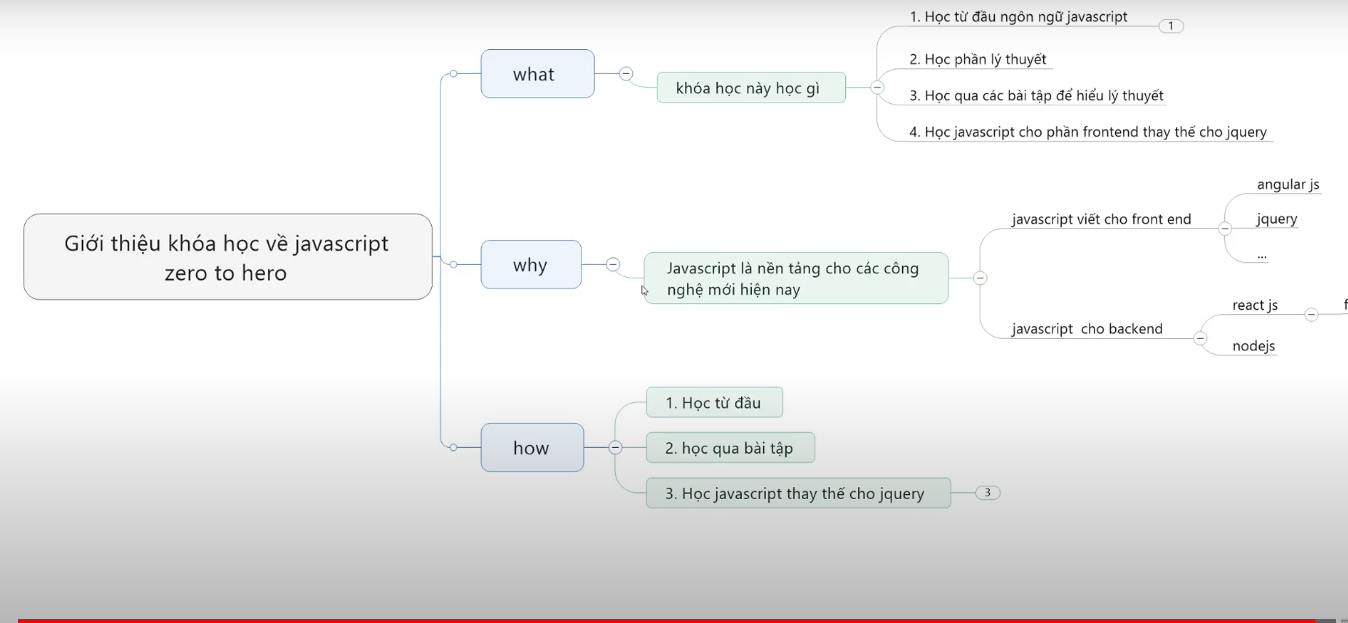 Giới thiệu khóa học về javascript
zero to hero
what
khóa học này học gì
1. Học từ đầu ngôn ngữ javascript
1
2. Học phần lý thuyết
3. Học qua các bài tập để hiểu lý thuyết
4. Học javascript cho phần frontend thay thế cho jquery
why
Javascript là nền tảng cho các công
nghệ mới hiện nay
javascript viết cho front end
angular js
jquery
...
javascript cho backend
react js
nodejs
how
1. Học từ đầu
2. học qua bài tập
3. Học javascript thay thế cho jquery
3